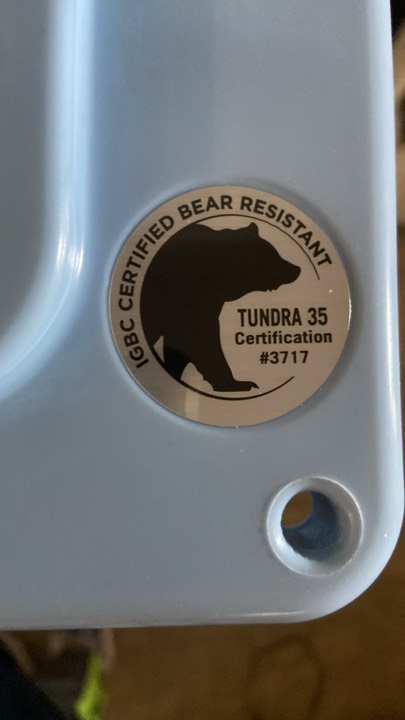 IGBC CERTIFIED BEAR RESISTANT
TUNDRA 35
Certification
#3717